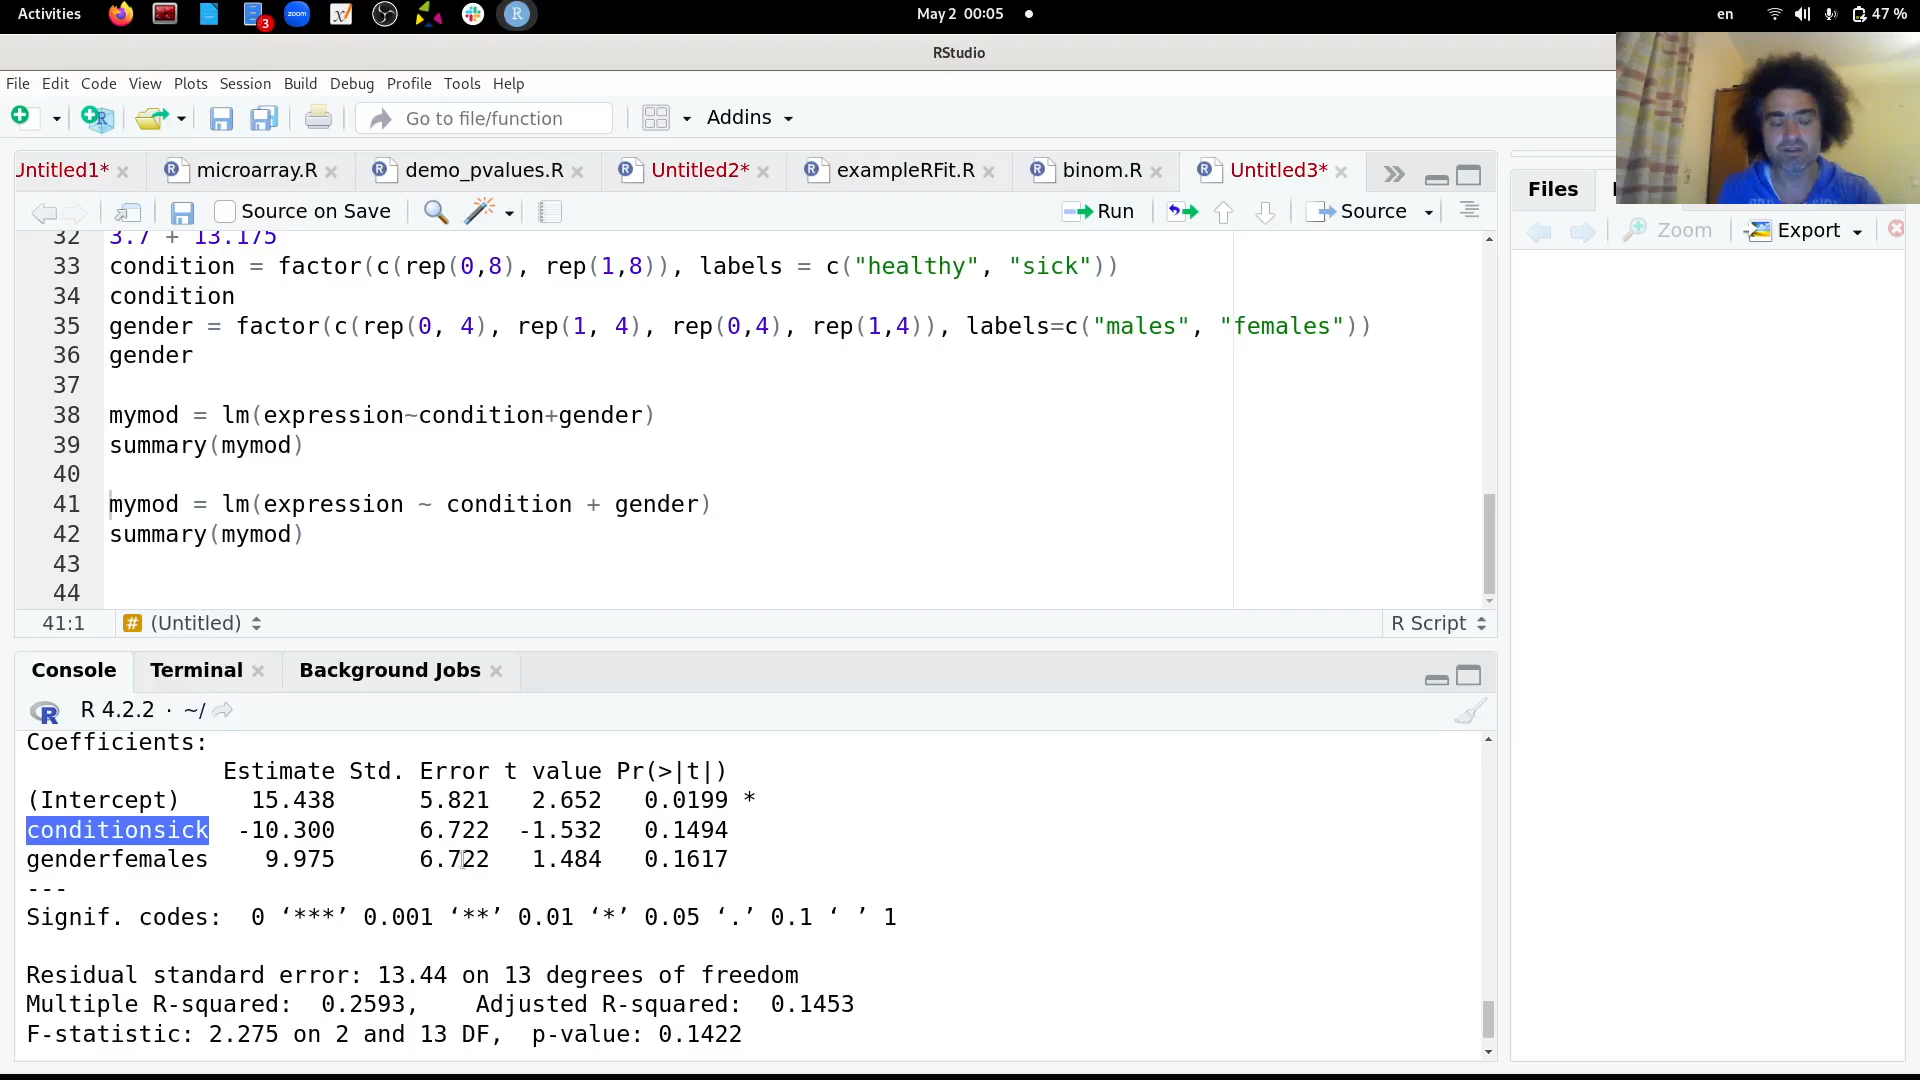 Activities
3
zoom
May 2 00:05
en
47 %
RStudio
File Edit Code View Plots Session Build Debug Profile Tools Help
Go to file/function
Addins
Untitled1*
microarray.R
demo_pvalues.R
Untitled2*
exampleRFit.R
binom.R
Untitled3*
Files
Source on Save
Run
Source
Zoom
Export
32 3.7 + 13.175
33 condition = factor(c(rep(0,8), rep(1,8)), labels = c("healthy", "sick"))
34 condition
35 gender = factor(c(rep(0, 4), rep(1, 4), rep(0,4), rep(1,4)), labels=c("males", "females"))
36 gender
37
38 mymod = lm(expression~condition+gender)
39 summary(mymod)
40
41 mymod = lm(expression ~ condition + gender)
42 summary(mymod)
43
44
41:1 # (Untitled) R Script
Console Terminal Background Jobs
R 4.2.2 · ~/
Coefficients:
Estimate Std. Error t value Pr(>|t|)
(Intercept) 15.438 5.821 2.652 0.0199 *
conditionsick -10.300 6.722 -1.532 0.1494
genderfemales 9.975 6.722 1.484 0.1617
---
Signif. codes: 0 ‘***’ 0.001 ‘**’ 0.01 ‘*’ 0.05 ‘.’ 0.1 ‘ ’ 1
Residual standard error: 13.44 on 13 degrees of freedom
Multiple R-squared: 0.2593, Adjusted R-squared: 0.1453
F-statistic: 2.275 on 2 and 13 DF, p-value: 0.1422